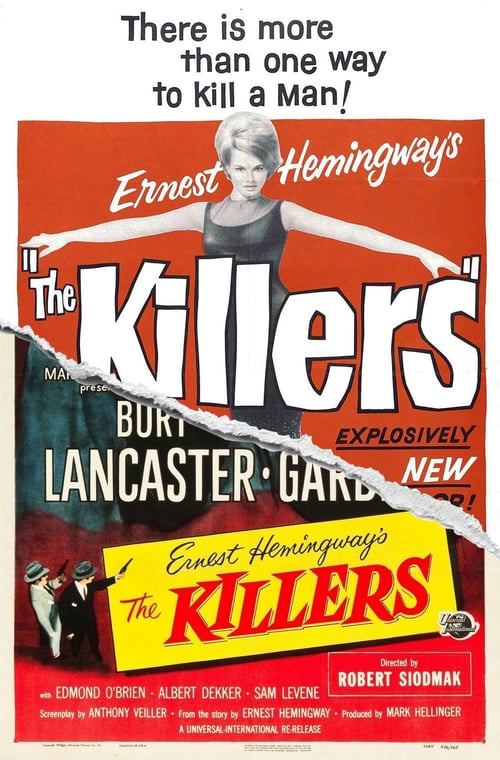 There is more
than one way
to kill a Man!
Ernest Hemingway's
"The Killers"
EXPLOSIVELY
NEW
BURT
LANCASTER · GARD
Ernest Hemingway's
The KILLERS
Directed by
ROBERT SIODMAK
with EDMOND O'BRIEN · ALBERT DEKKER · SAM LEVENE
Screenplay by ANTHONY VEILLER · From the story by ERNEST HEMINGWAY · Produced by MARK HELLINGER
A UNIVERSAL-INTERNATIONAL RE-RELEASE